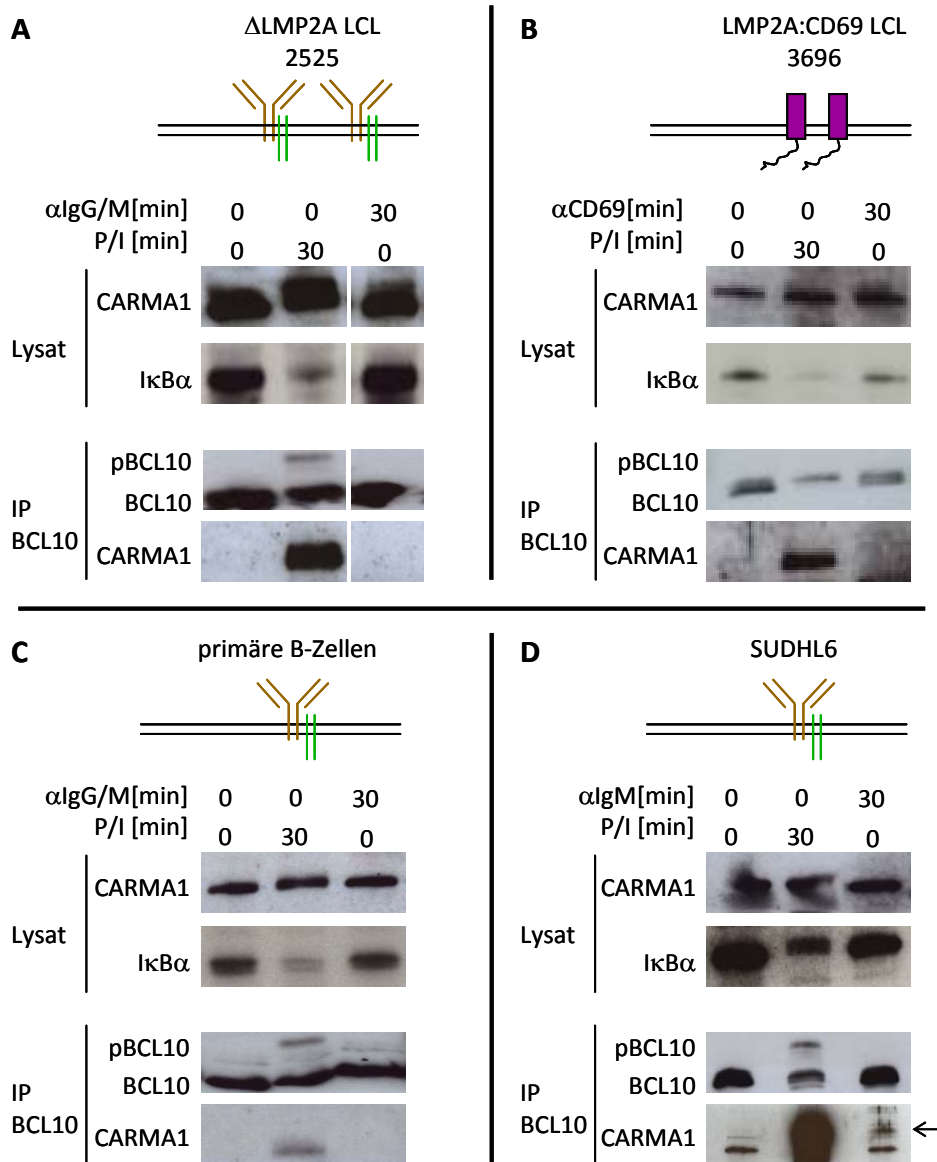 A
ΔLMP2A LCL
2525
αIgG/M[min] 0 0 30
P/I [min] 0 30 0
CARMA1
Lysat
IκBα
pBCL10
BCL10
IP
BCL10
CARMA1
B
LMP2A:CD69 LCL
3696
αCD69[min] 0 0 30
P/I [min] 0 30 0
CARMA1
Lysat
IκBα
pBCL10
BCL10
IP
BCL10
CARMA1
C
primäre B-Zellen
αIgG/M[min] 0 0 30
P/I [min] 0 30 0
CARMA1
Lysat
IκBα
pBCL10
BCL10
IP
BCL10
CARMA1
D
SUDHL6
αIgM[min] 0 0 30
P/I [min] 0 30 0
CARMA1
Lysat
IκBα
pBCL10
BCL10
IP
BCL10
CARMA1